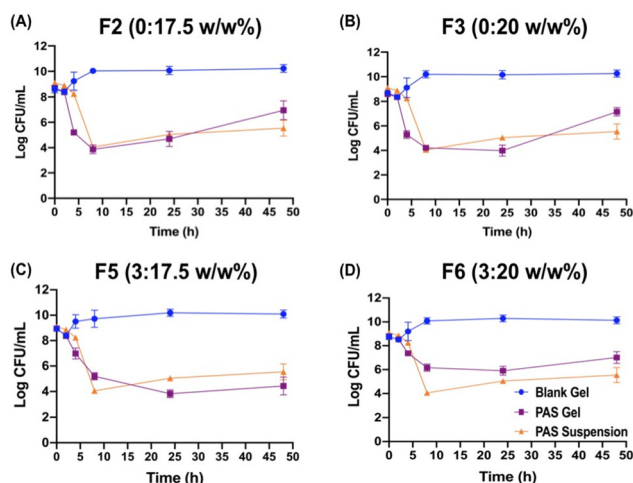 (A) F2 (0:17.5 w/w%)
Log CFU/mL
12
10
8
6
4
2
0
0 5 10 15 20 25 30 35 40 45 50
Time (h)
(B) F3 (0:20 w/w%)
Log CFU/mL
12
10
8
6
4
2
0
0 5 10 15 20 25 30 35 40 45 50
Time (h)
(C) F5 (3:17.5 w/w%)
Log CFU/mL
12
10
8
6
4
2
0
0 5 10 15 20 25 30 35 40 45 50
Time (h)
(D) F6 (3:20 w/w%)
Log CFU/mL
12
10
8
6
4
2
0
Blank Gel
PAS Gel
PAS Suspension
0 5 10 15 20 25 30 35 40 45 50
Time (h)